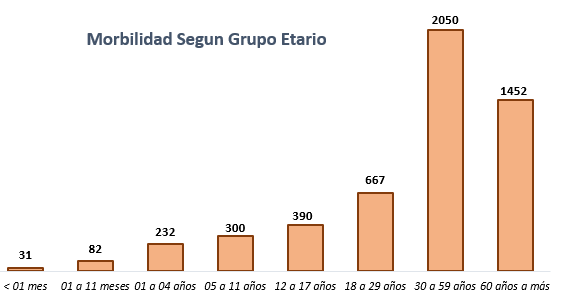 Morbilidad Segun Grupo Etario
31
82
232
300
390
667
2050
1452
< 01 mes
01 a 11 meses
01 a 04 años
05 a 11 años
12 a 17 años
18 a 29 años
30 a 59 años
60 años a más